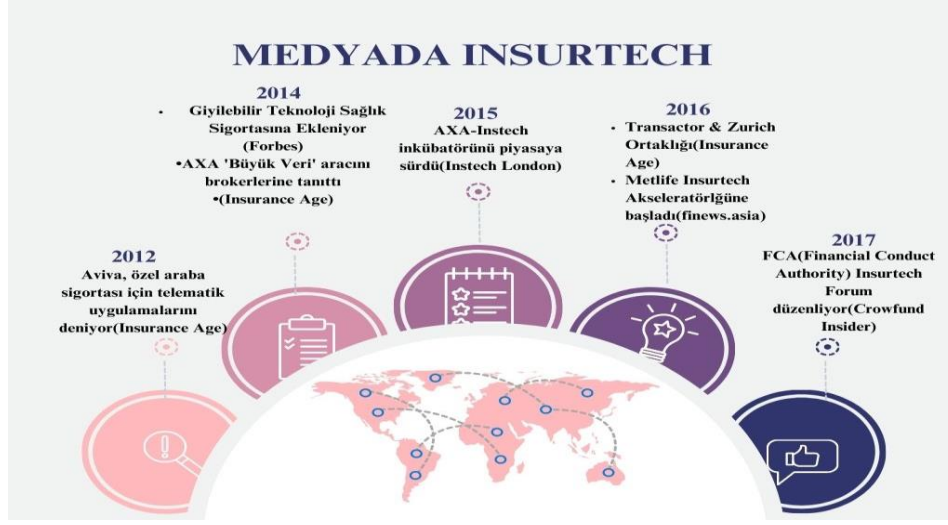 MEDYADA INSURTECH
2012
Aviva, özel araba
sigortası için telematik
uygulamalarını
deniyor(Insurance Age)
2014
• Giyilebilir Teknoloji Sağlık
Sigortasına Ekleniyor
(Forbes)
•AXA 'Büyük Veri' aracını
brokerlerine tanıttı
•(Insurance Age)
2015
AXA-Instech
inkübatörünü piyasaya
sürdü(Instech London)
2016
• Transactor & Zurich
Ortaklığı(Insurance
Age)
• Metlife Insurtech
Akseleratörlğüne
başladı(finews.asia)
2017
FCA(Financial Conduct
Authority) Insurtech
Forum
düzenliyor(Crowfund
Insider)